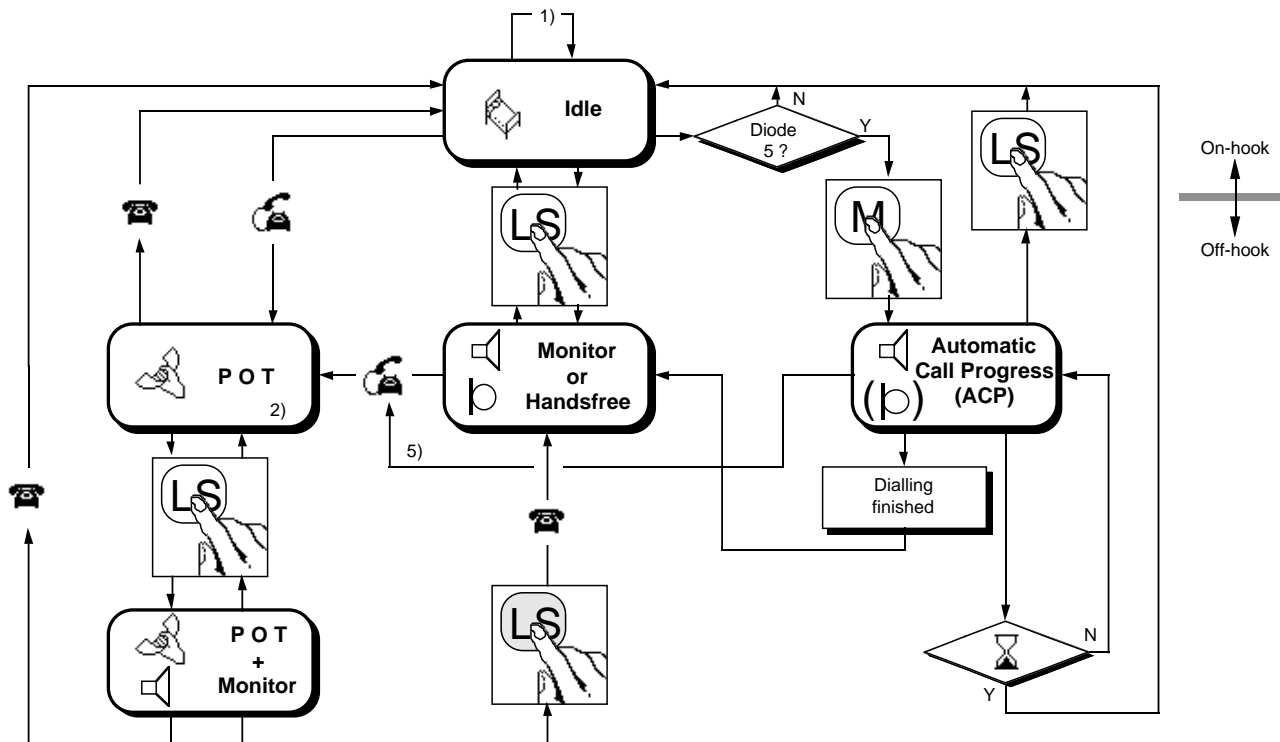 1)
Idle
N
Diode
5 ?
Y
LS
On-hook
LS
M
Off-hook
P O T
2)
Monitor
or
Handsfree
Automatic
Call Progress
(ACP)
5)
LS
Dialling
finished
LS
P O T
+
Monitor
N
Y